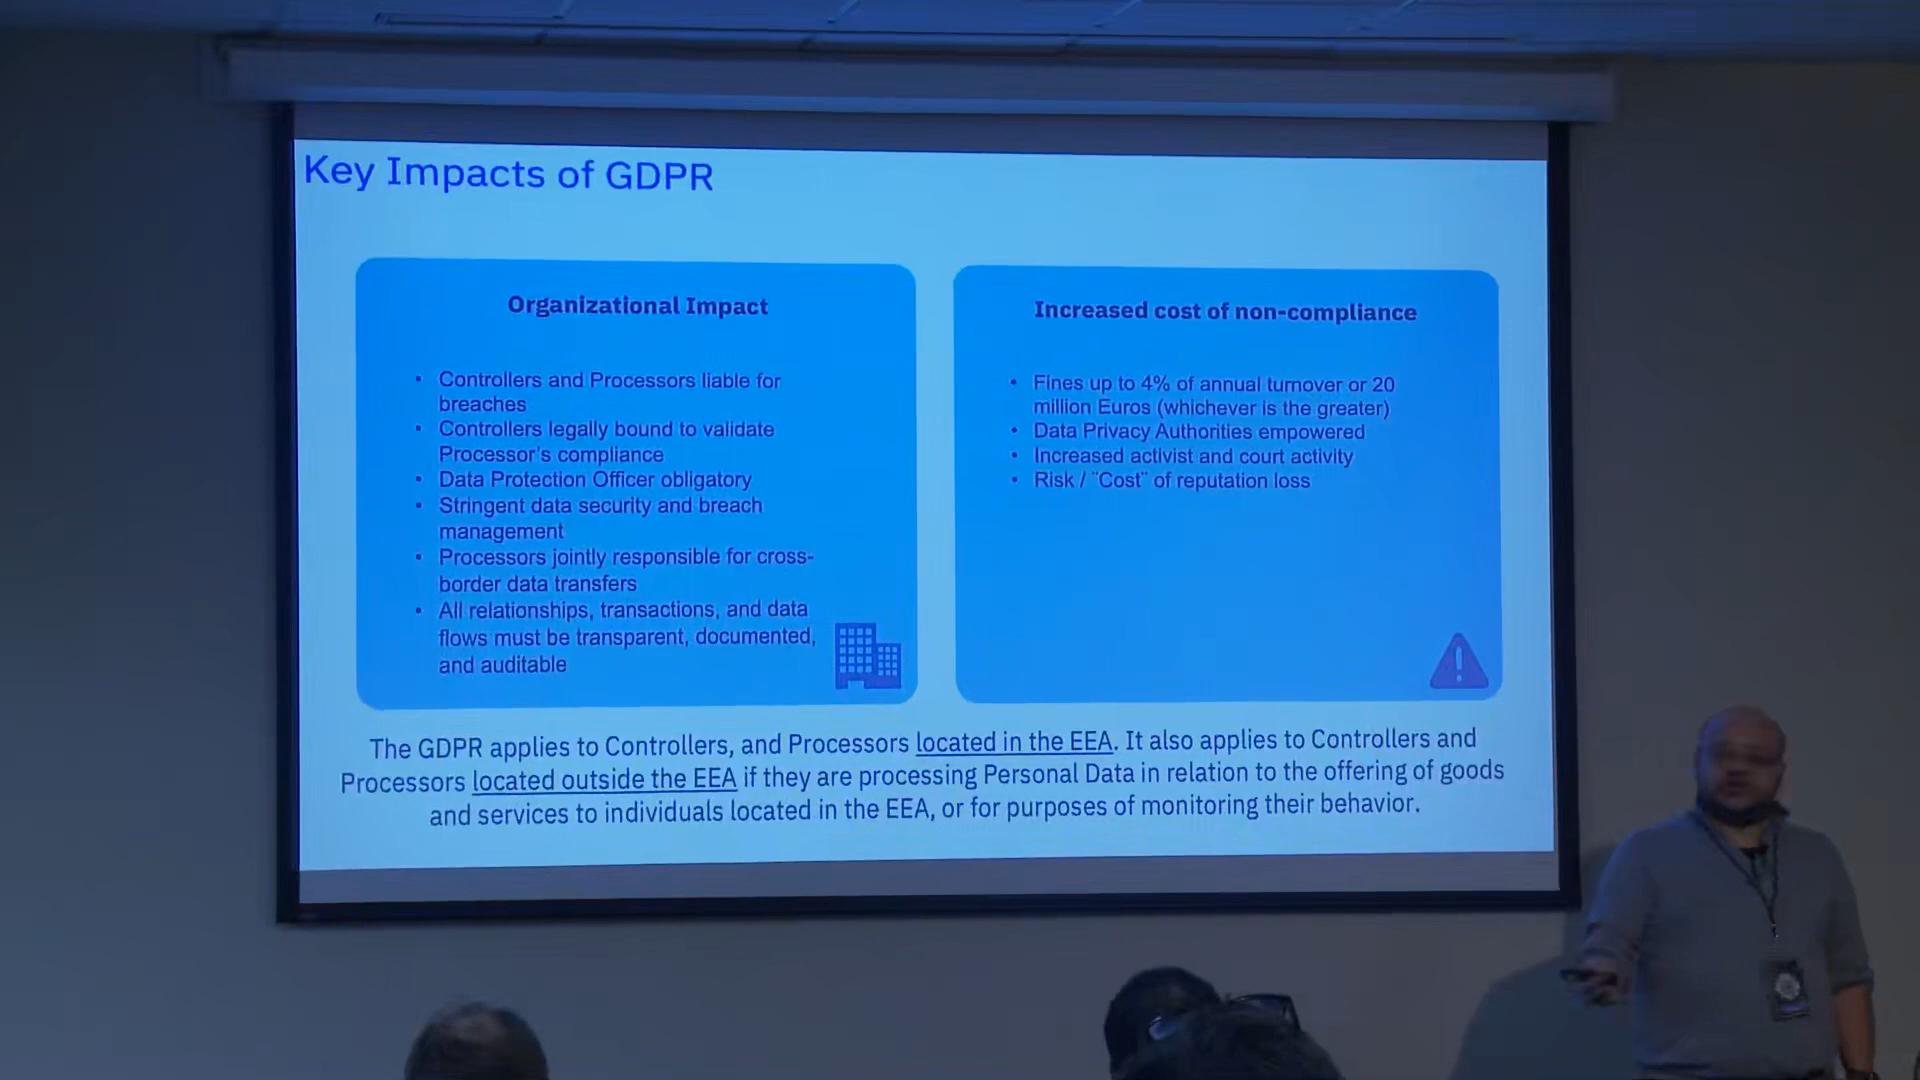 Key Impacts of GDPR
Organizational Impact
• Controllers and Processors liable for
breaches
• Controllers legally bound to validate
Processor's compliance
• Data Protection Officer obligatory
• Stringent data security and breach
management
• Processors jointly responsible for cross-
border data transfers
• All relationships, transactions, and data
flows must be transparent, documented,
and auditable
Increased cost of non-compliance
• Fines up to 4% of annual turnover or 20
million Euros (whichever is the greater)
• Data Privacy Authorities empowered
• Increased activist and court activity
• Risk / ¨Cost¨ of reputation loss
The GDPR applies to Controllers, and Processors located in the EEA. It also applies to Controllers and
Processors located outside the EEA if they are processing Personal Data in relation to the offering of goods
and services to individuals located in the EEA, or for purposes of monitoring their behavior.